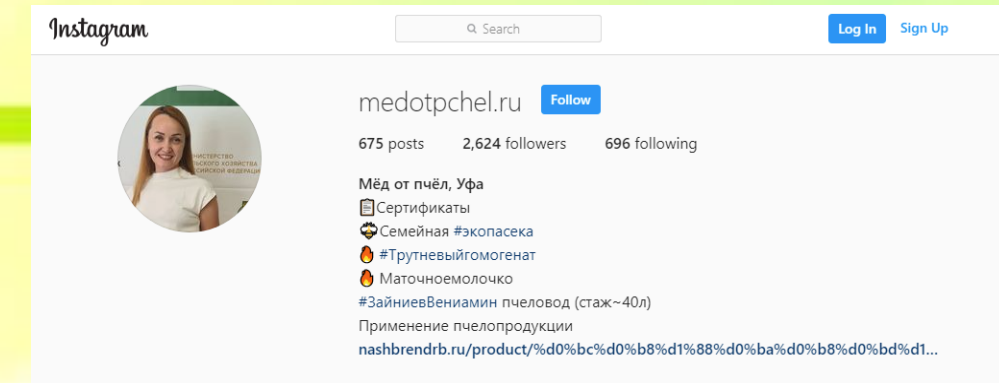 Instagram
Search
Log In
Sign Up
medotpchel.ru
Follow
675 posts 2,624 followers 696 following
Мёд от пчёл, Уфа
📋Сертификаты
🐝Семейная #экопасека
🔥 #Трутневыйгомогенат
🔥 Маточноемолочко
#ЗайниевВениамин пчеловод (стаж~40л)
Применение пчелопродукции
nashbrendrb.ru/product/%d0%bc%d0%b8%d1%88%d0%ba%d0%b8%d0%bd%d1...